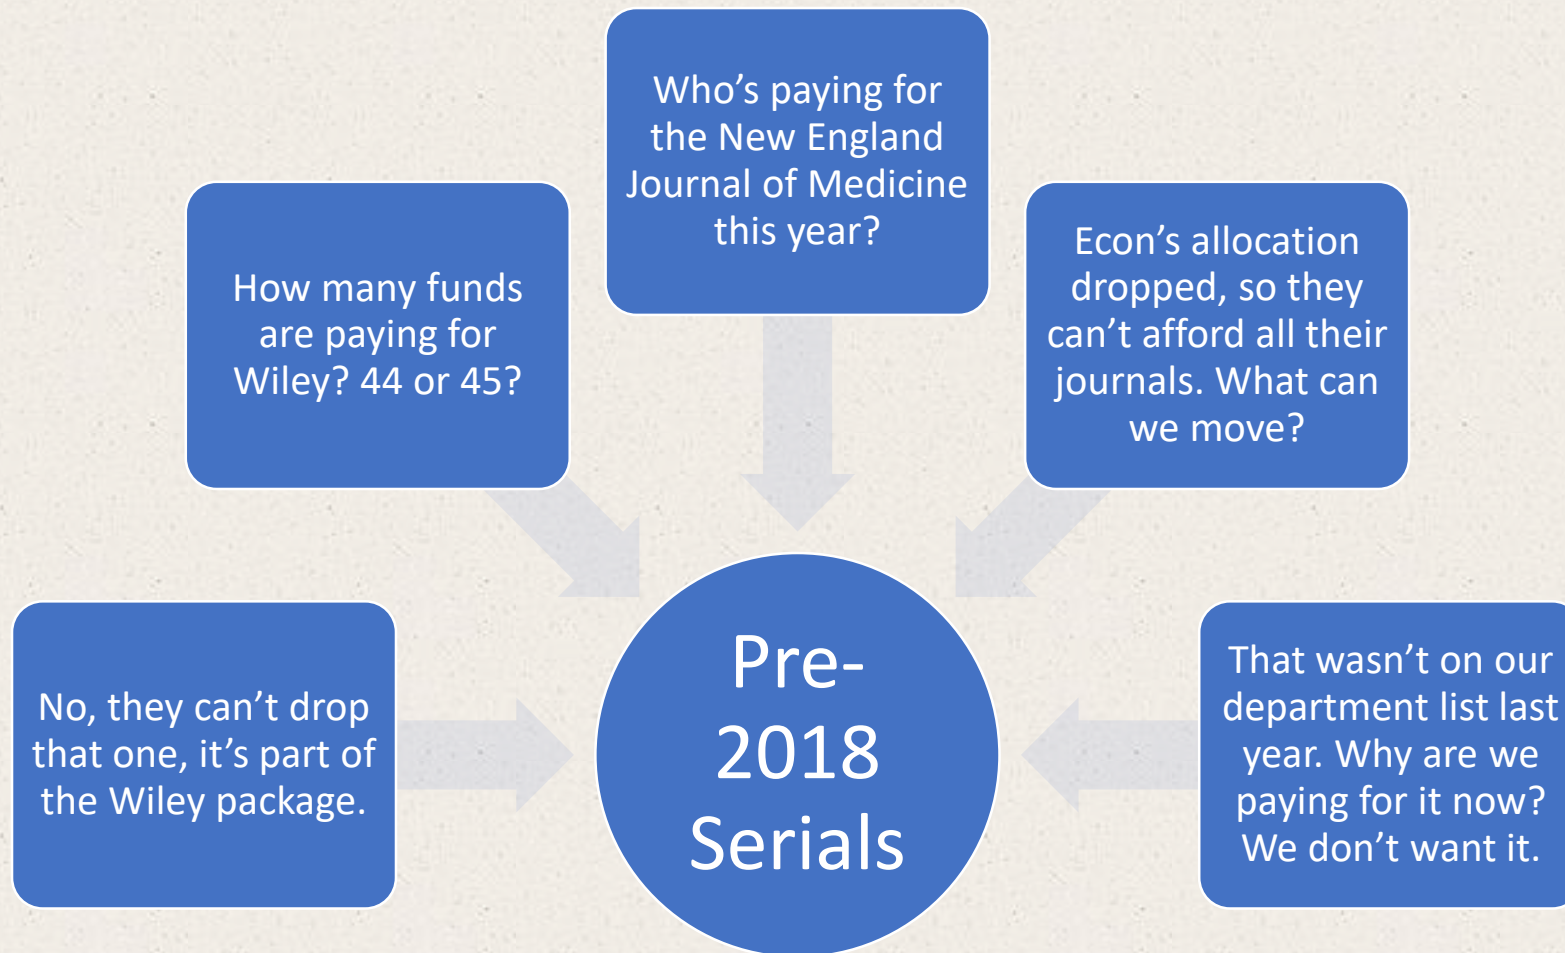 Who’s paying for
the New England
Journal of Medicine
this year?
How many funds
are paying for
Wiley? 44 or 45?
Econ’s allocation
dropped, so they
can’t afford all their
journals. What can
we move?
No, they can’t drop
that one, it’s part of
the Wiley package.
Pre-
2018
Serials
That wasn’t on our
department list last
year. Why are we
paying for it now?
We don’t want it.